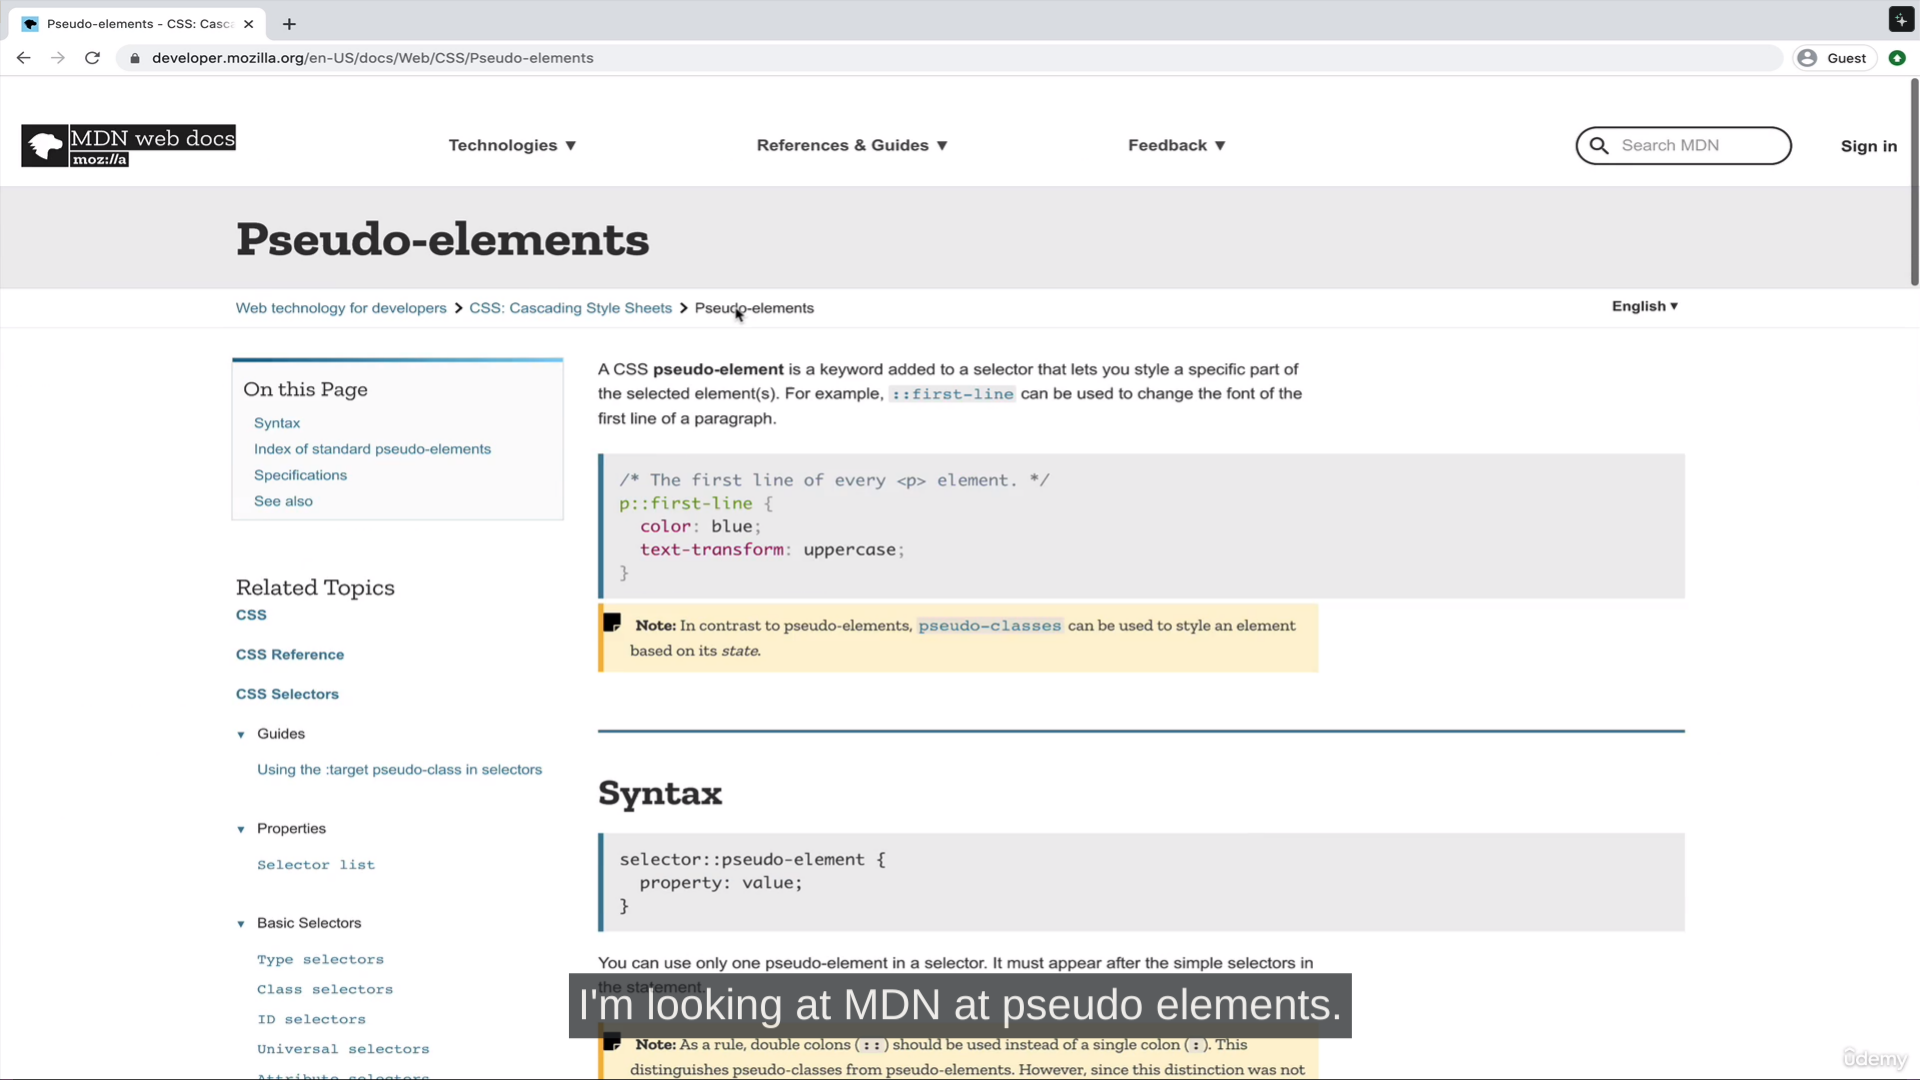 Pseudo-elements - CSS: Casc
developer.mozilla.org/en-US/docs/Web/CSS/Pseudo-elements
Guest
MDN web docs
moz://a
Technologies ▼
References & Guides ▼
Feedback ▼
Search MDN
Sign in
Pseudo-elements
Web technology for developers > CSS: Cascading Style Sheets > Pseudo-elements
English ▼
On this Page
Syntax
Index of standard pseudo-elements
Specifications
See also
Related Topics
CSS
CSS Reference
CSS Selectors
Guides
Using the :target pseudo-class in selectors
Properties
Selector list
Basic Selectors
Type selectors
Class selectors
ID selectors
Universal selectors
Attribute selectors
A CSS pseudo-element is a keyword added to a selector that lets you style a specific part of
the selected element(s). For example, ::first-line can be used to change the font of the
first line of a paragraph.
/* The first line of every <p> element. */
p::first-line {
color: blue;
text-transform: uppercase;
}
Note: In contrast to pseudo-elements, pseudo-classes can be used to style an element
based on its state.
Syntax
selector::pseudo-element {
property: value;
}
You can use only one pseudo-element in a selector. It must appear after the simple selectors in
the statement.
I'm looking at MDN at pseudo elements.
Note: As a rule, double colons (::) should be used instead of a single colon (:). This
distinguishes pseudo-classes from pseudo-elements. However, since this distinction was not
ûdemy